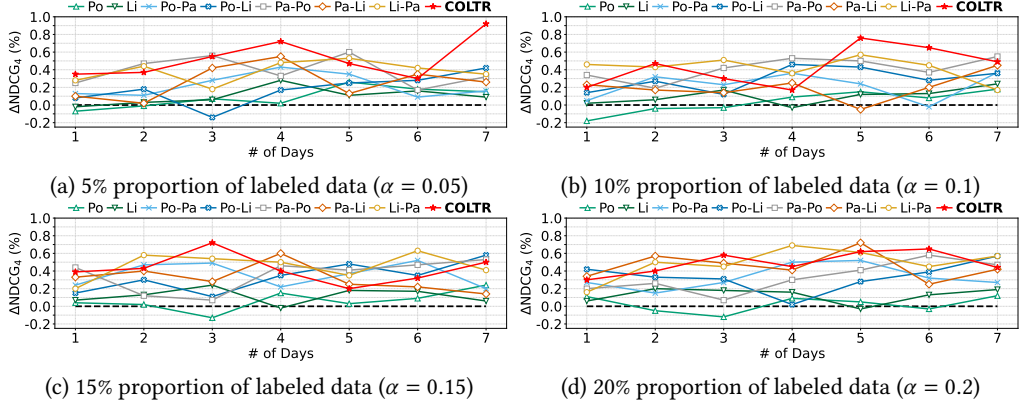 Po Li Po-Pa Po-Li Pa-Po Pa-Li Li-Pa COLTR
ΔNDCG4 (%)
1.0
0.8
0.6
0.4
0.2
0.0
-0.2
1 2 3 4 5 6 7
# of Days
(a) 5% proportion of labeled data (α = 0.05)
Po Li Po-Pa Po-Li Pa-Po Pa-Li Li-Pa COLTR
ΔNDCG4 (%)
1.0
0.8
0.6
0.4
0.2
0.0
-0.2
1 2 3 4 5 6 7
# of Days
(b) 10% proportion of labeled data (α = 0.1)
Po Li Po-Pa Po-Li Pa-Po Pa-Li Li-Pa COLTR
ΔNDCG4 (%)
1.0
0.8
0.6
0.4
0.2
0.0
-0.2
1 2 3 4 5 6 7
# of Days
(c) 15% proportion of labeled data (α = 0.15)
Po Li Po-Pa Po-Li Pa-Po Pa-Li Li-Pa COLTR
ΔNDCG4 (%)
1.0
0.8
0.6
0.4
0.2
0.0
-0.2
1 2 3 4 5 6 7
# of Days
(d) 20% proportion of labeled data (α = 0.2)